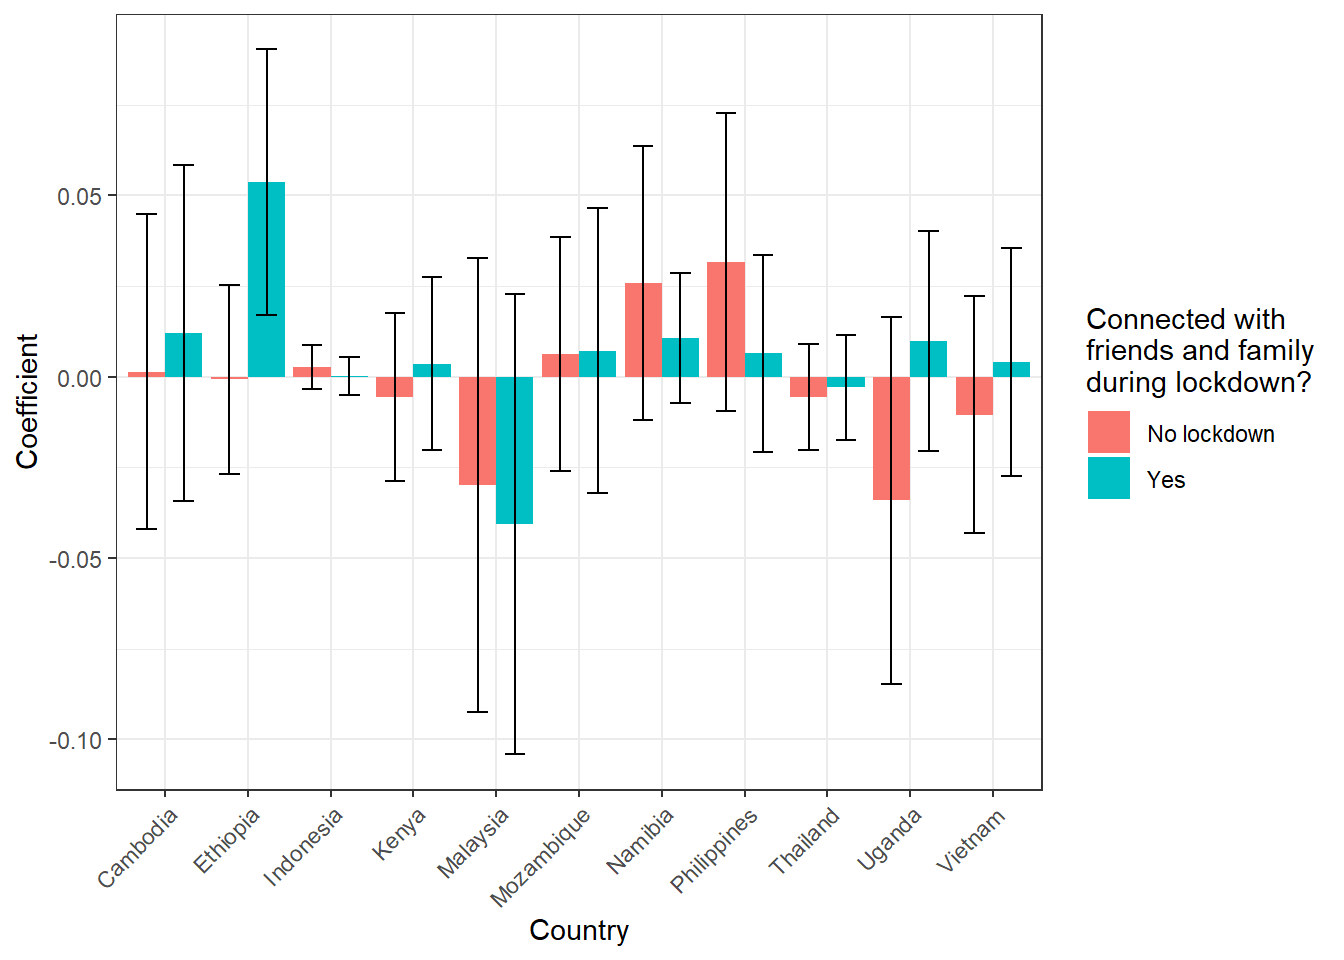 0.05
0.00
-0.05
-0.10
Coefficient
Cambodia
Ethiopia
Indonesia
Kenya
Malaysia
Mozambique
Namibia
Philippines
Thailand
Uganda
Vietnam
Country
Connected with
friends and family
during lockdown?
No lockdown
Yes